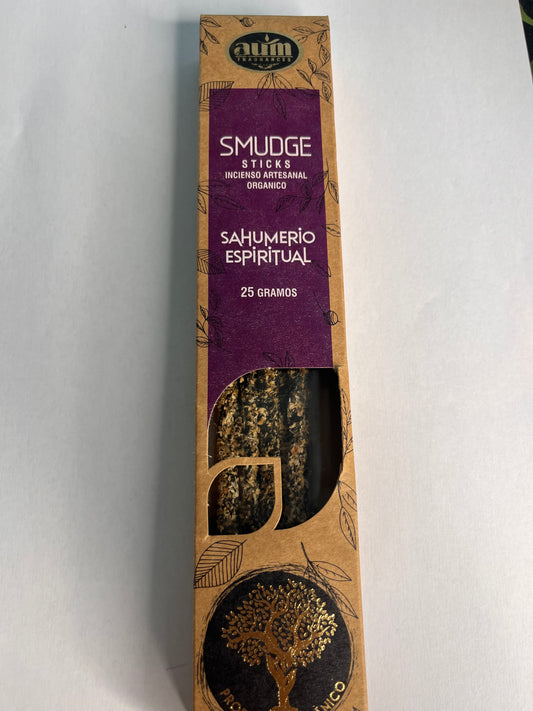 aum
FRAGRANCES
SMUDGE
STICKS
INCIENSO ARTESANAL
ORGANICO
SAHUMERIO
ESPIRITUAL
25 GRAMOS